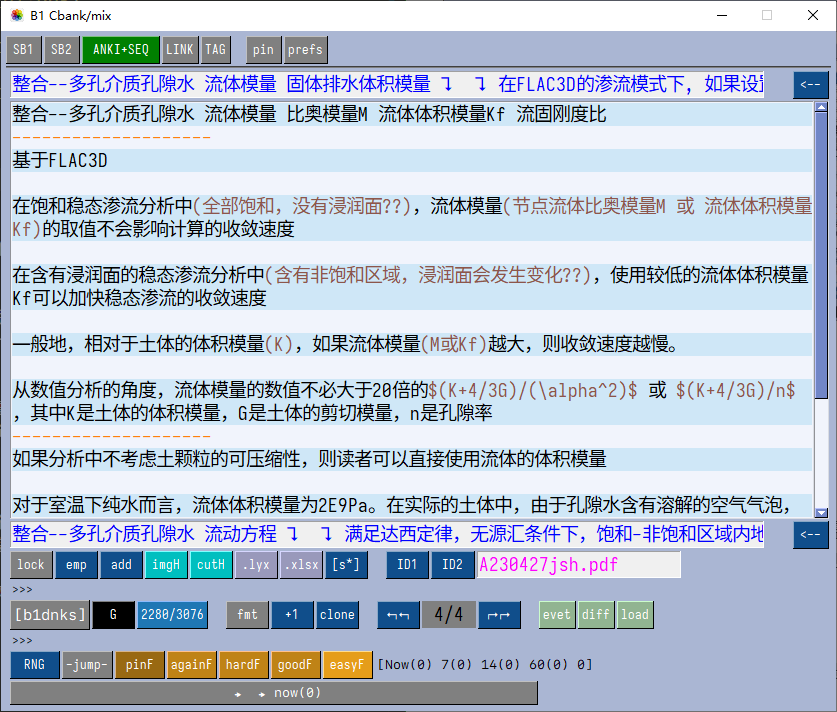 B1 Cbank/mix
SB1 SB2 ANKI+SEQ LINK TAG pin prefs
整合--多孔介质孔隙水 流体模量 固体排水体积模量 ↴  ↴ 在FLAC3D的渗流模式下, 如果设置 <--
整合--多孔介质孔隙水 流体模量 比奥模量M 流体体积模量Kf 流固刚度比
--------------------
基于FLAC3D
在饱和稳态渗流分析中(全部饱和，没有浸润面??)，流体模量(节点流体比奥模量M 或 流体体积模量
Kf)的取值不会影响计算的收敛速度
在含有浸润面的稳态渗流分析中(含有非饱和区域，浸润面会发生变化??)，使用较低的流体体积模量
Kf可以加快稳态渗流的收敛速度
一般地，相对于土体的体积模量(K)，如果流体模量(M或Kf)越大，则收敛速度越慢。
从数值分析的角度，流体模量的数值不必大于20倍的$(K+4/3G)/(\alpha^2)$ 或 $(K+4/3G)/n$
，其中K是土体的体积模量，G是土体的剪切模量，n是孔隙率
--------------------
如果分析中不考虑土颗粒的可压缩性，则读者可以直接使用流体的体积模量
对于室温下纯水而言，流体体积模量为2E9Pa。在实际的土体中，由于孔隙水含有溶解的空气气泡，
整合--多孔介质孔隙水 流动方程 ↴  ↴ 满足达西定律，无源汇条件下，饱和-非饱和区域内地 <--
lock emp add imgH cutH .lyx .xlsx [s*] ID1 ID2 A230427jsh.pdf
>>>
[b1dnks] G 2280/3076 fmt +1 clone ↰↰ 4/4 ↱↱ evet diff load
>>>
RNG -jump- pinF againF hardF goodF easyF [Now(0) 7(0) 14(0) 60(0) 0]
now(0)